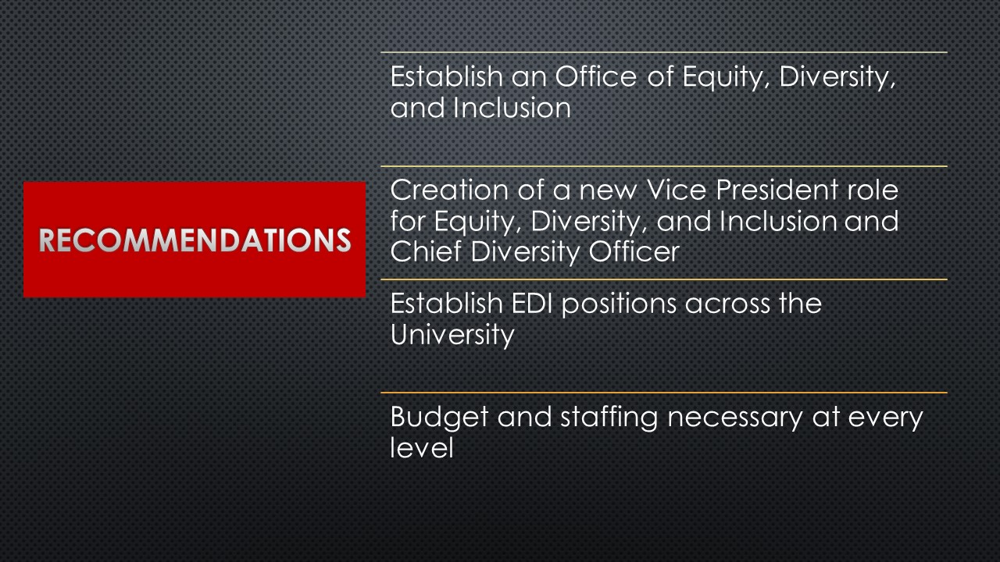 RECOMMENDATIONS
Establish an Office of Equity, Diversity,
and Inclusion
Creation of a new Vice President role
for Equity, Diversity, and Inclusion and
Chief Diversity Officer
Establish EDI positions across the
University
Budget and staffing necessary at every
level